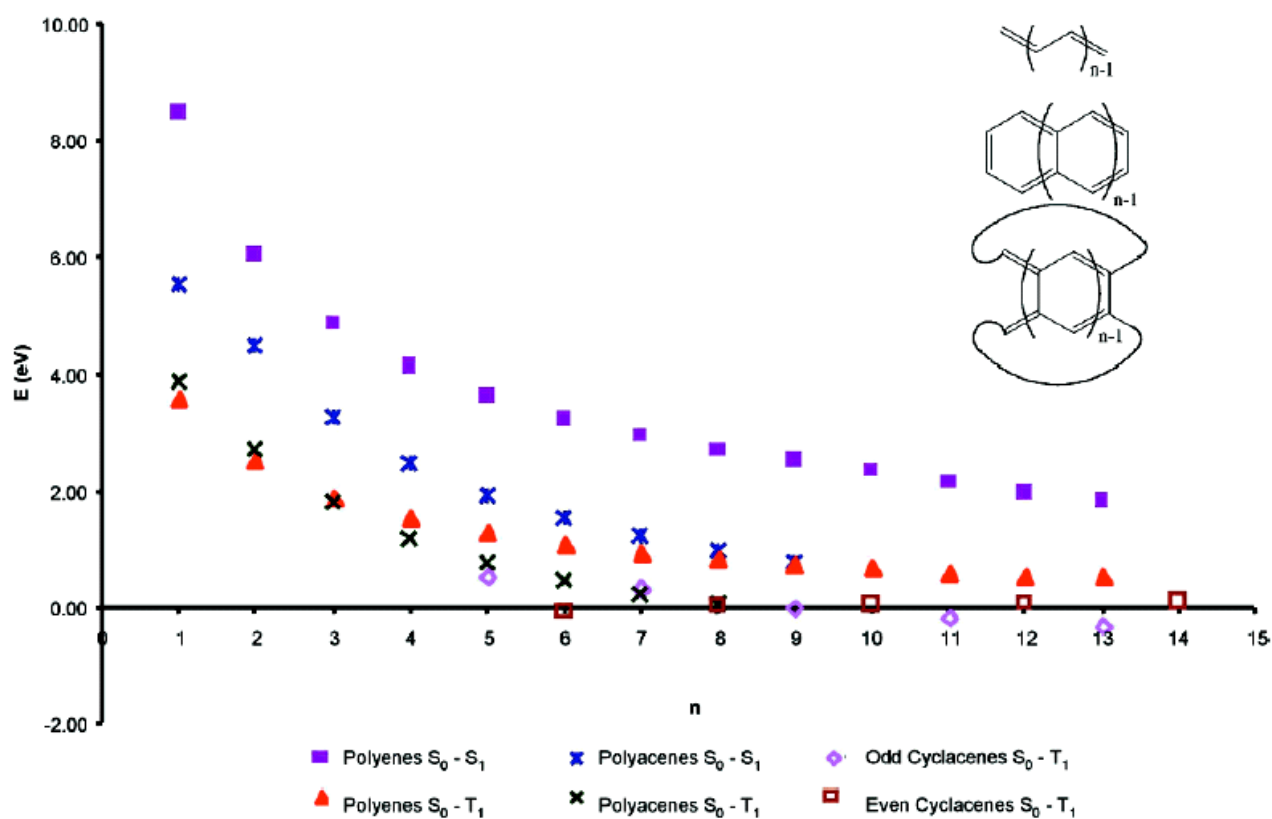 10.00
8.00
6.00
4.00
2.00
0.00
-2.00
E (eV)
0 1 2 3 4 5 6 7 8 9 10 11 12 13 14 15
n
n-1
n-1
n-1
Polyenes S₀ - S₁
Polyacenes S₀ - S₁
Odd Cyclacenes S₀ - T₁
Polyenes S₀ - T₁
Polyacenes S₀ - T₁
Even Cyclacenes S₀ - T₁